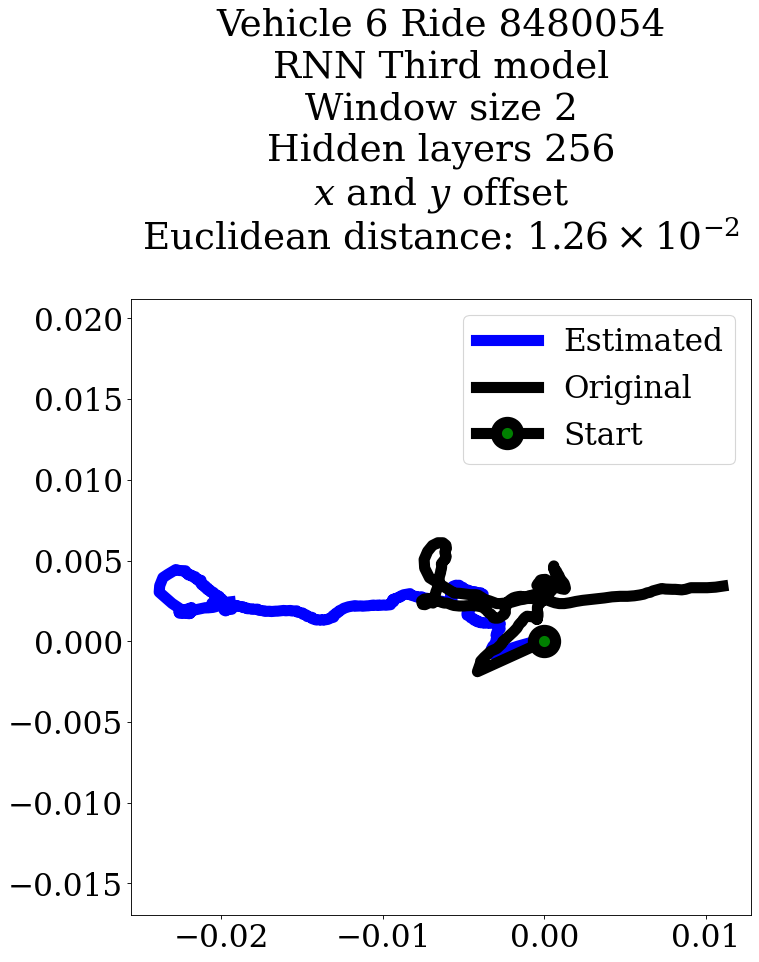 Vehicle 6 Ride 8480054
RNN Third model
Window size 2
Hidden layers 256
x and y offset
Euclidean distance: 1.26 × 10⁻²
0.020
0.015
0.010
0.005
0.000
−0.005
−0.010
−0.015
Estimated
Original
Start
−0.02
−0.01
0.00
0.01